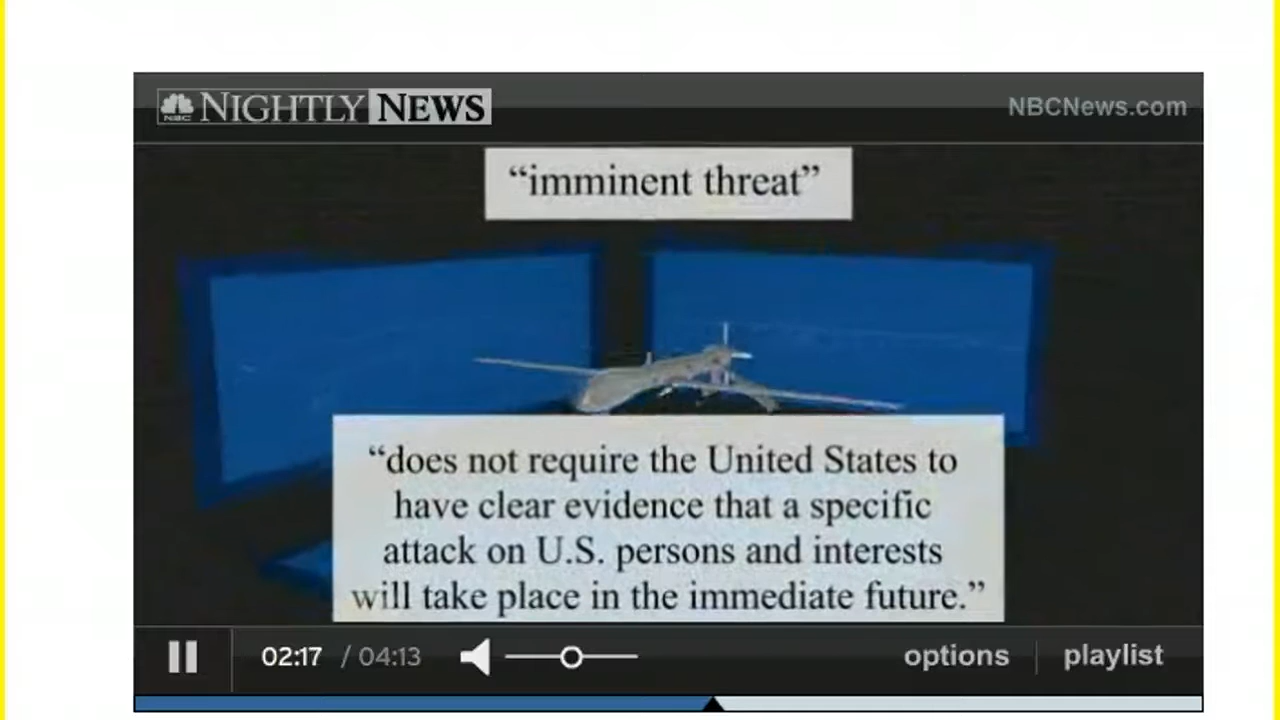 NBC NIGHTLY NEWS
NBCNews.com
“imminent threat”
“does not require the United States to
have clear evidence that a specific
attack on U.S. persons and interests
will take place in the immediate future.”
02:17 / 04:13
options
playlist